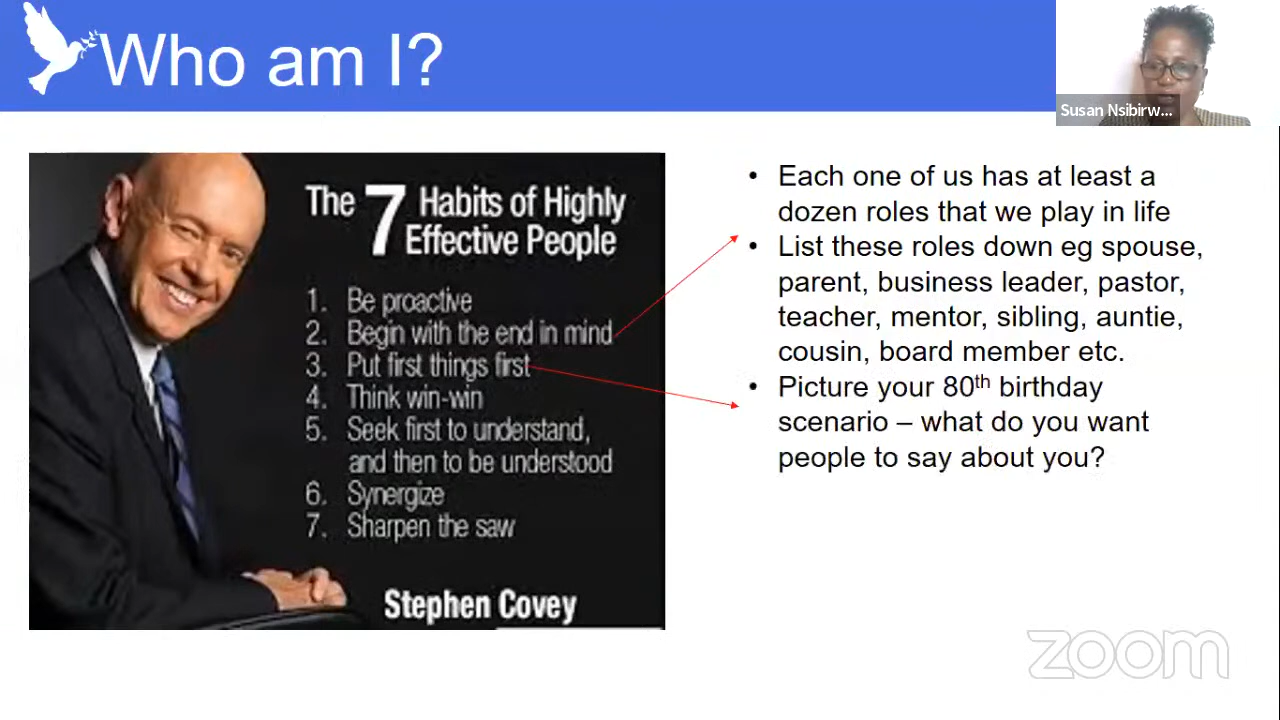 Who am I?
Susan Nsibirw...
The 7 Habits of Highly
Effective People
1. Be proactive
2. Begin with the end in mind
3. Put first things first
4. Think win-win
5. Seek first to understand,
and then to be understood
6. Synergize
7. Sharpen the saw
Stephen Covey
• Each one of us has at least a
dozen roles that we play in life
• List these roles down eg spouse,
parent, business leader, pastor,
teacher, mentor, sibling, auntie,
cousin, board member etc.
• Picture your 80th birthday
scenario – what do you want
people to say about you?
zoom